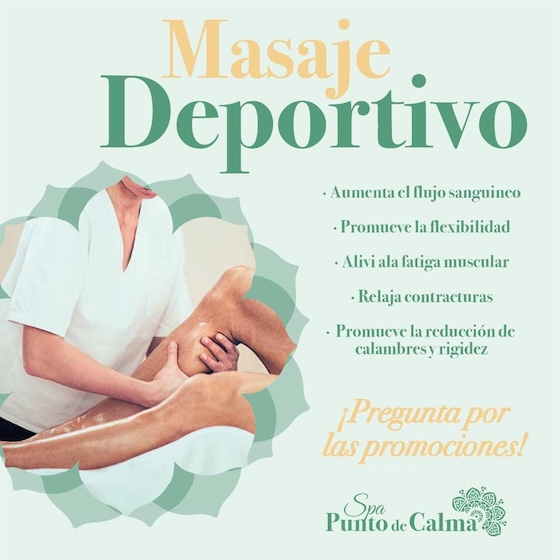 Masaje
Deportivo
· Aumenta el flujo sanguineo
· Promueve la flexibilidad
· Alivi ala fatiga muscular
· Relaja contracturas
· Promueve la reducción de
calambres y rigidez
¡Pregunta por
las promociones!
Spa
Punto de Calma